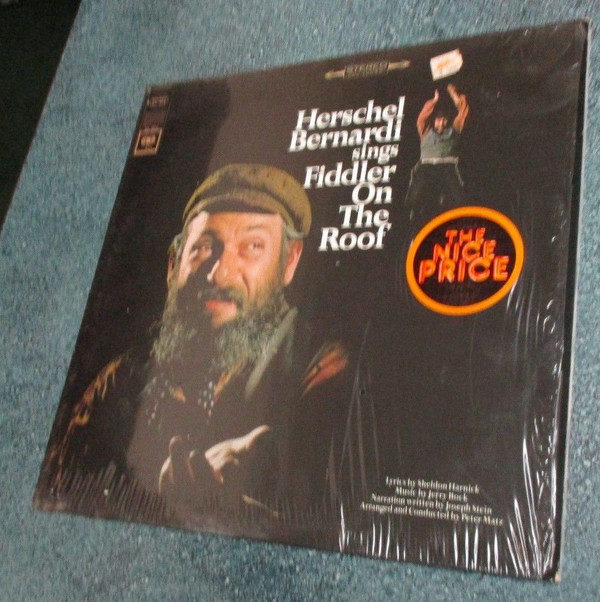 STEREO
Herschel
Bernardi
sings
Fiddler
On
The
Roof
THE
NICE
PRICE
Lyrics by Sheldon Harnick
Music by Jerry Bock
Narration written by Joseph Stein
Arranged and Conducted by Peter Matz